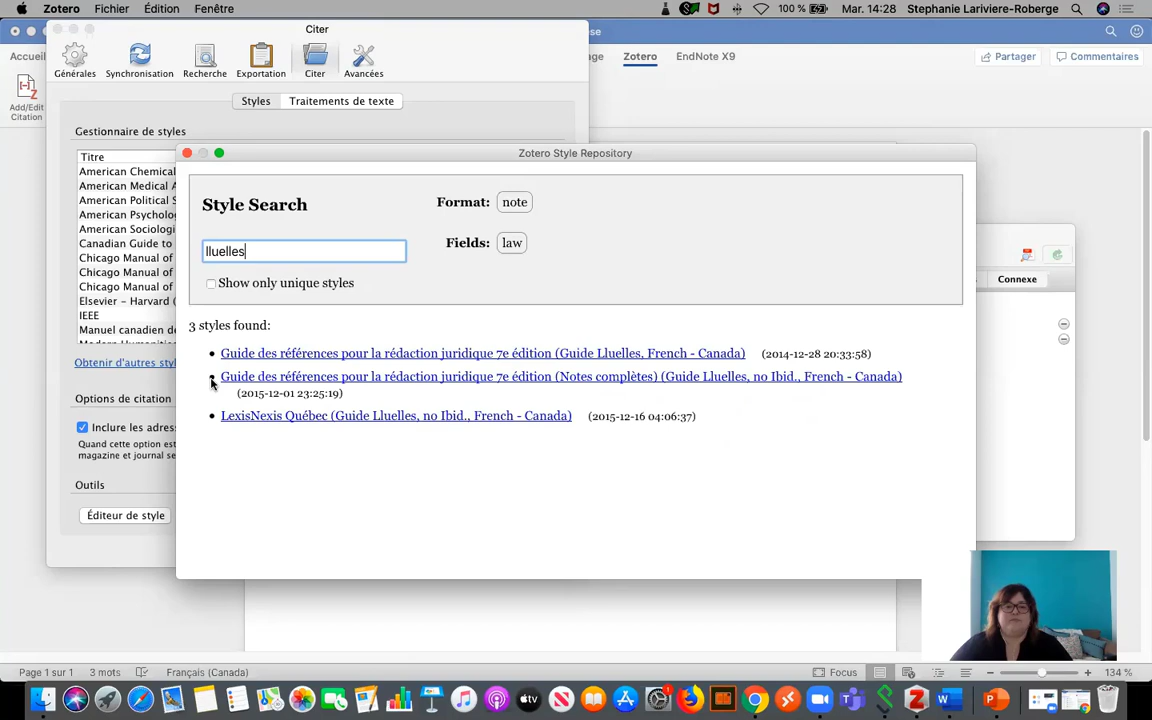 Zotero Fichier Édition Fenêtre
100 % Mar. 14:28 Stephanie Lariviere-Roberge
Citer
Générales Synchronisation Recherche Exportation Citer Avancées
Accueil
Zotero EndNote X9
Partager Commentaires
Add/Edit
Citation
Styles Traitements de texte
Gestionnaire de styles
Titre
American Chemical
American Medical A
American Political S
American Psycholog
American Sociologi
Canadian Guide to
Chicago Manual of
Chicago Manual of
Chicago Manual of
Elsevier – Harvard (
IEEE
Manuel canadien de
Obtenir d'autres styl
Options de citation
Inclure les adres
Quand cette option est
magazine et journal se
Outils
Éditeur de style
Zotero Style Repository
Style Search
Format: note
Fields: law
lluelles
Show only unique styles
3 styles found:
Guide des références pour la rédaction juridique 7e édition (Guide Lluelles, French - Canada) (2014-12-28 20:33:58)
Guide des références pour la rédaction juridique 7e édition (Notes complètes) (Guide Lluelles, no Ibid., French - Canada)
(2015-12-01 23:25:19)
LexisNexis Québec (Guide Lluelles, no Ibid., French - Canada) (2015-12-16 04:06:37)
Connexe
Page 1 sur 1 3 mots Français (Canada) Focus 134 %